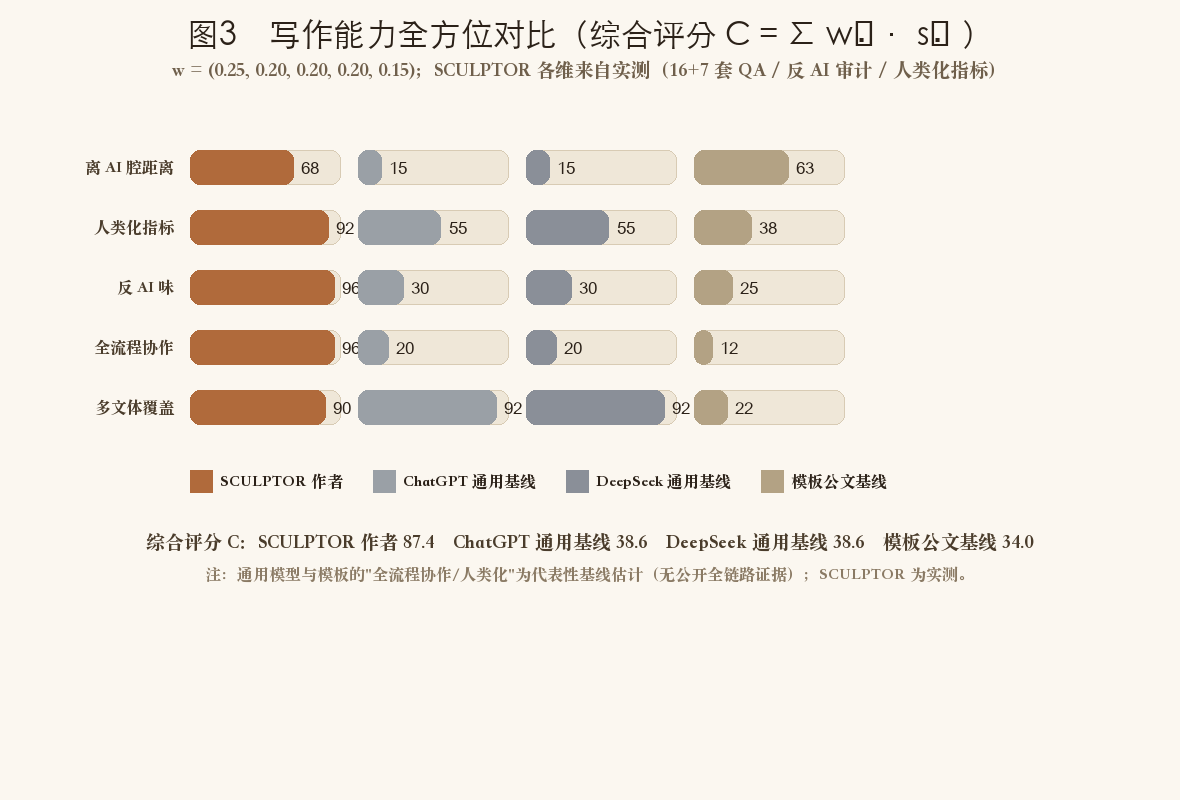 图3 写作能力全方位对比（综合评分 C = Σ w▯ · s▯ ）
w = (0.25, 0.20, 0.20, 0.20, 0.15)；SCULPTOR 各维来自实测（16+7 套 QA / 反 AI 审计 / 人类化指标）
离 AI 腔距离 68 15 15 63
人类化指标 92 55 55 38
反 AI 味 96 30 30 25
全流程协作 96 20 20 12
多文体覆盖 90 92 92 22
SCULPTOR 作者 ChatGPT 通用基线 DeepSeek 通用基线 模板公文基线
综合评分 C：SCULPTOR 作者 87.4 ChatGPT 通用基线 38.6 DeepSeek 通用基线 38.6 模板公文基线 34.0
注：通用模型与模板的"全流程协作/人类化"为代表性基线估计（无公开全链路证据）；SCULPTOR 为实测。